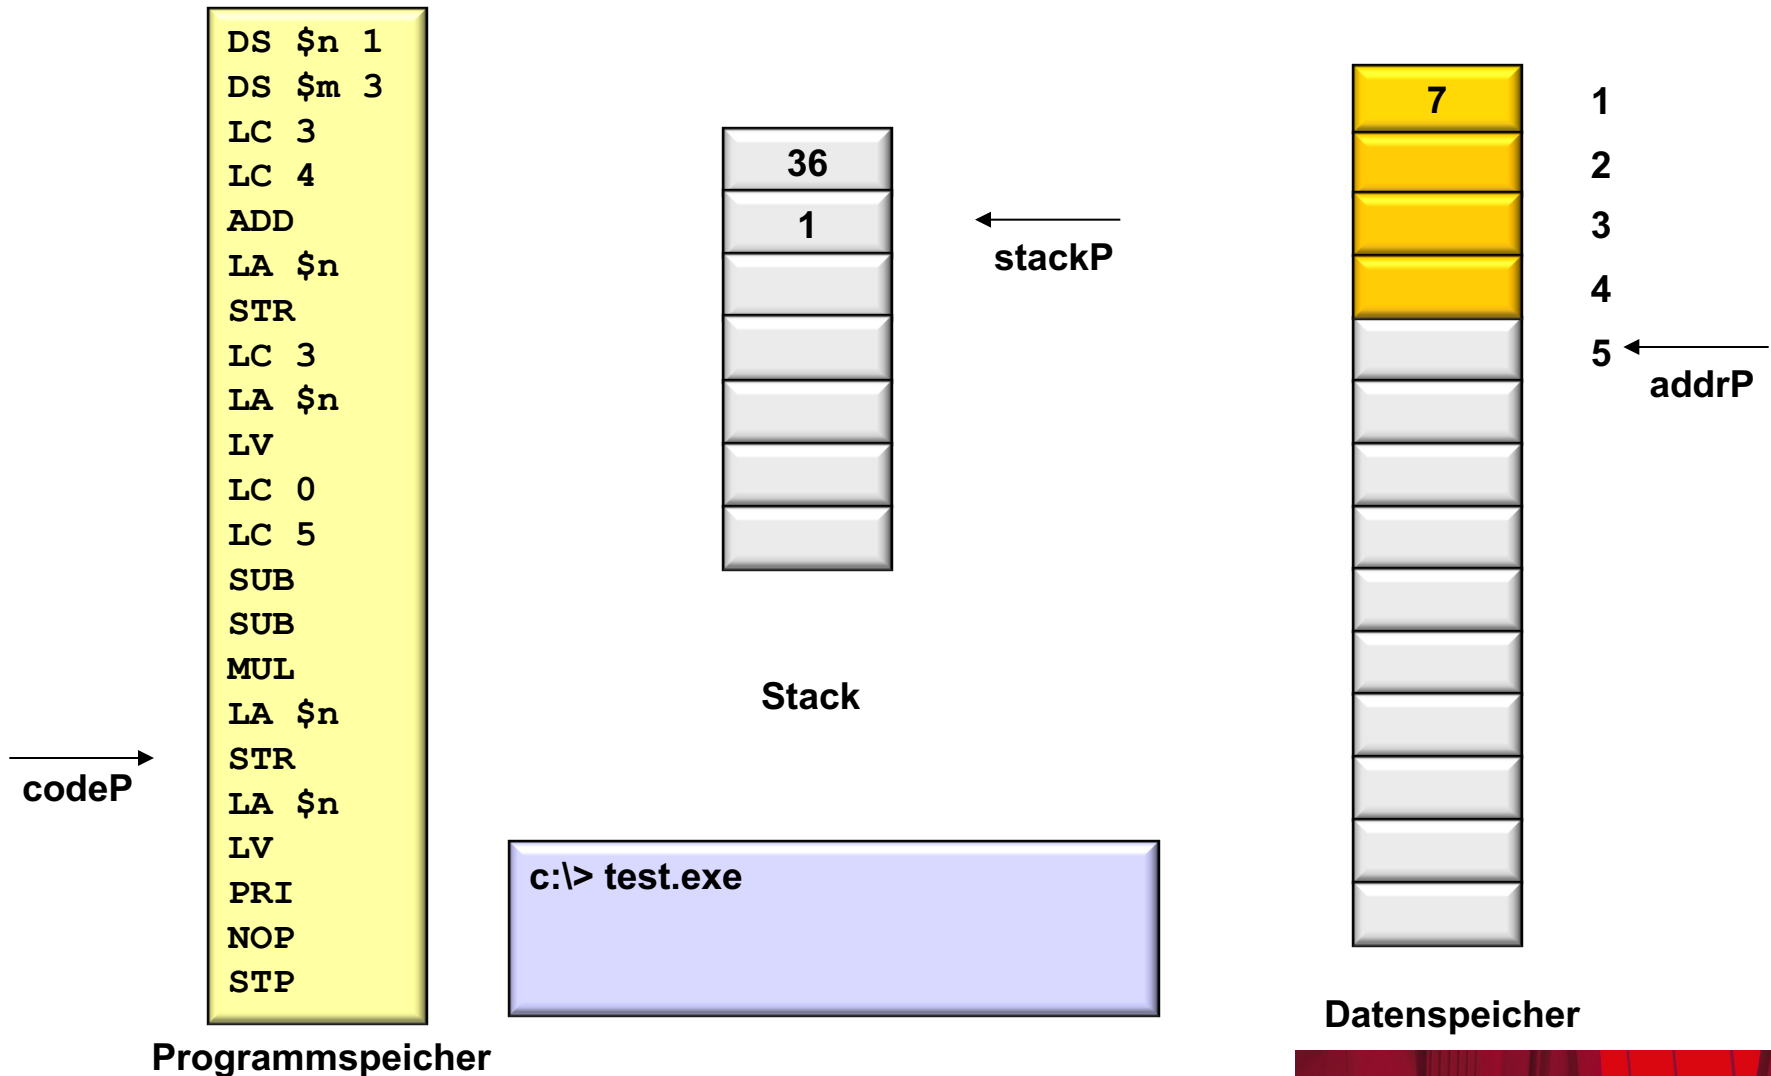 DS $n 1
DS $m 3
LC 3
LC 4
ADD
LA $n
STR
LC 3
LA $n
LV
LC 0
LC 5
SUB
SUB
MUL
LA $n
STR
LA $n
LV
PRI
NOP
STP
codeP
Programmspeicher
36
1
stackP
Stack
c:\> test.exe
7
1
2
3
4
5
addrP
Datenspeicher